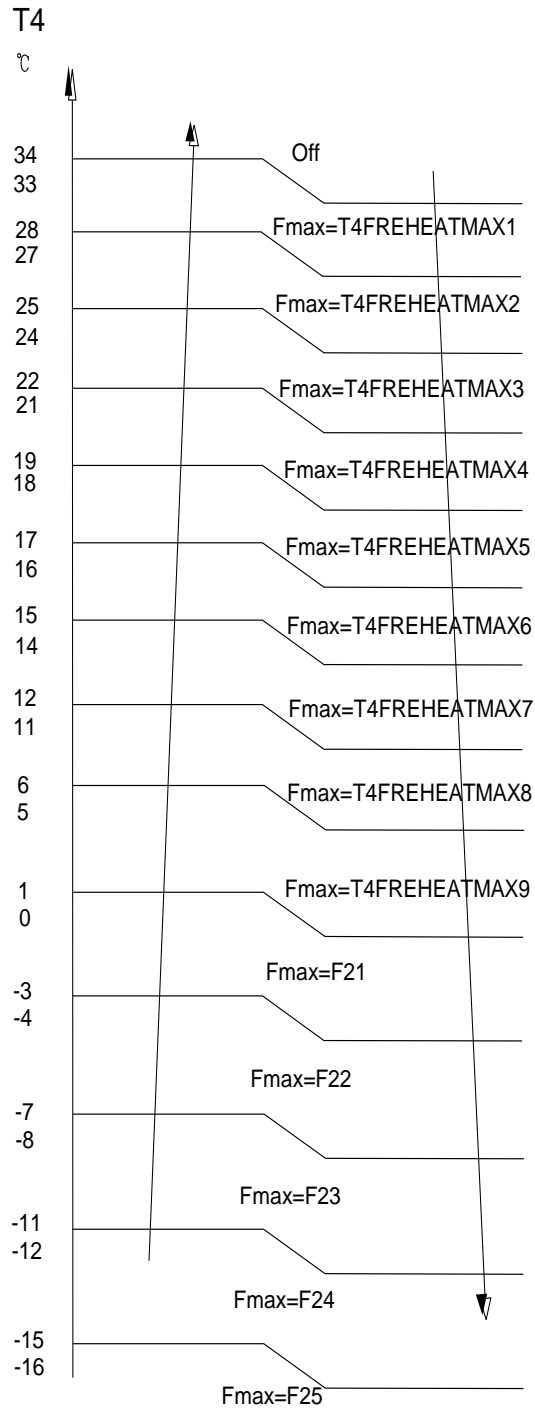 T4
℃
34 Off
33
Fmax=T4FREHEATMAX1
28
27
25 Fmax=T4FREHEATMAX2
24
22 Fmax=T4FREHEATMAX3
21
19 Fmax=T4FREHEATMAX4
18
17 Fmax=T4FREHEATMAX5
16
15 Fmax=T4FREHEATMAX6
14
12 Fmax=T4FREHEATMAX7
11
6 Fmax=T4FREHEATMAX8
5
1 Fmax=T4FREHEATMAX9
0
Fmax=F21
-3
-4
Fmax=F22
-7
-8
Fmax=F23
-11
-12
Fmax=F24
-15
-16
Fmax=F25